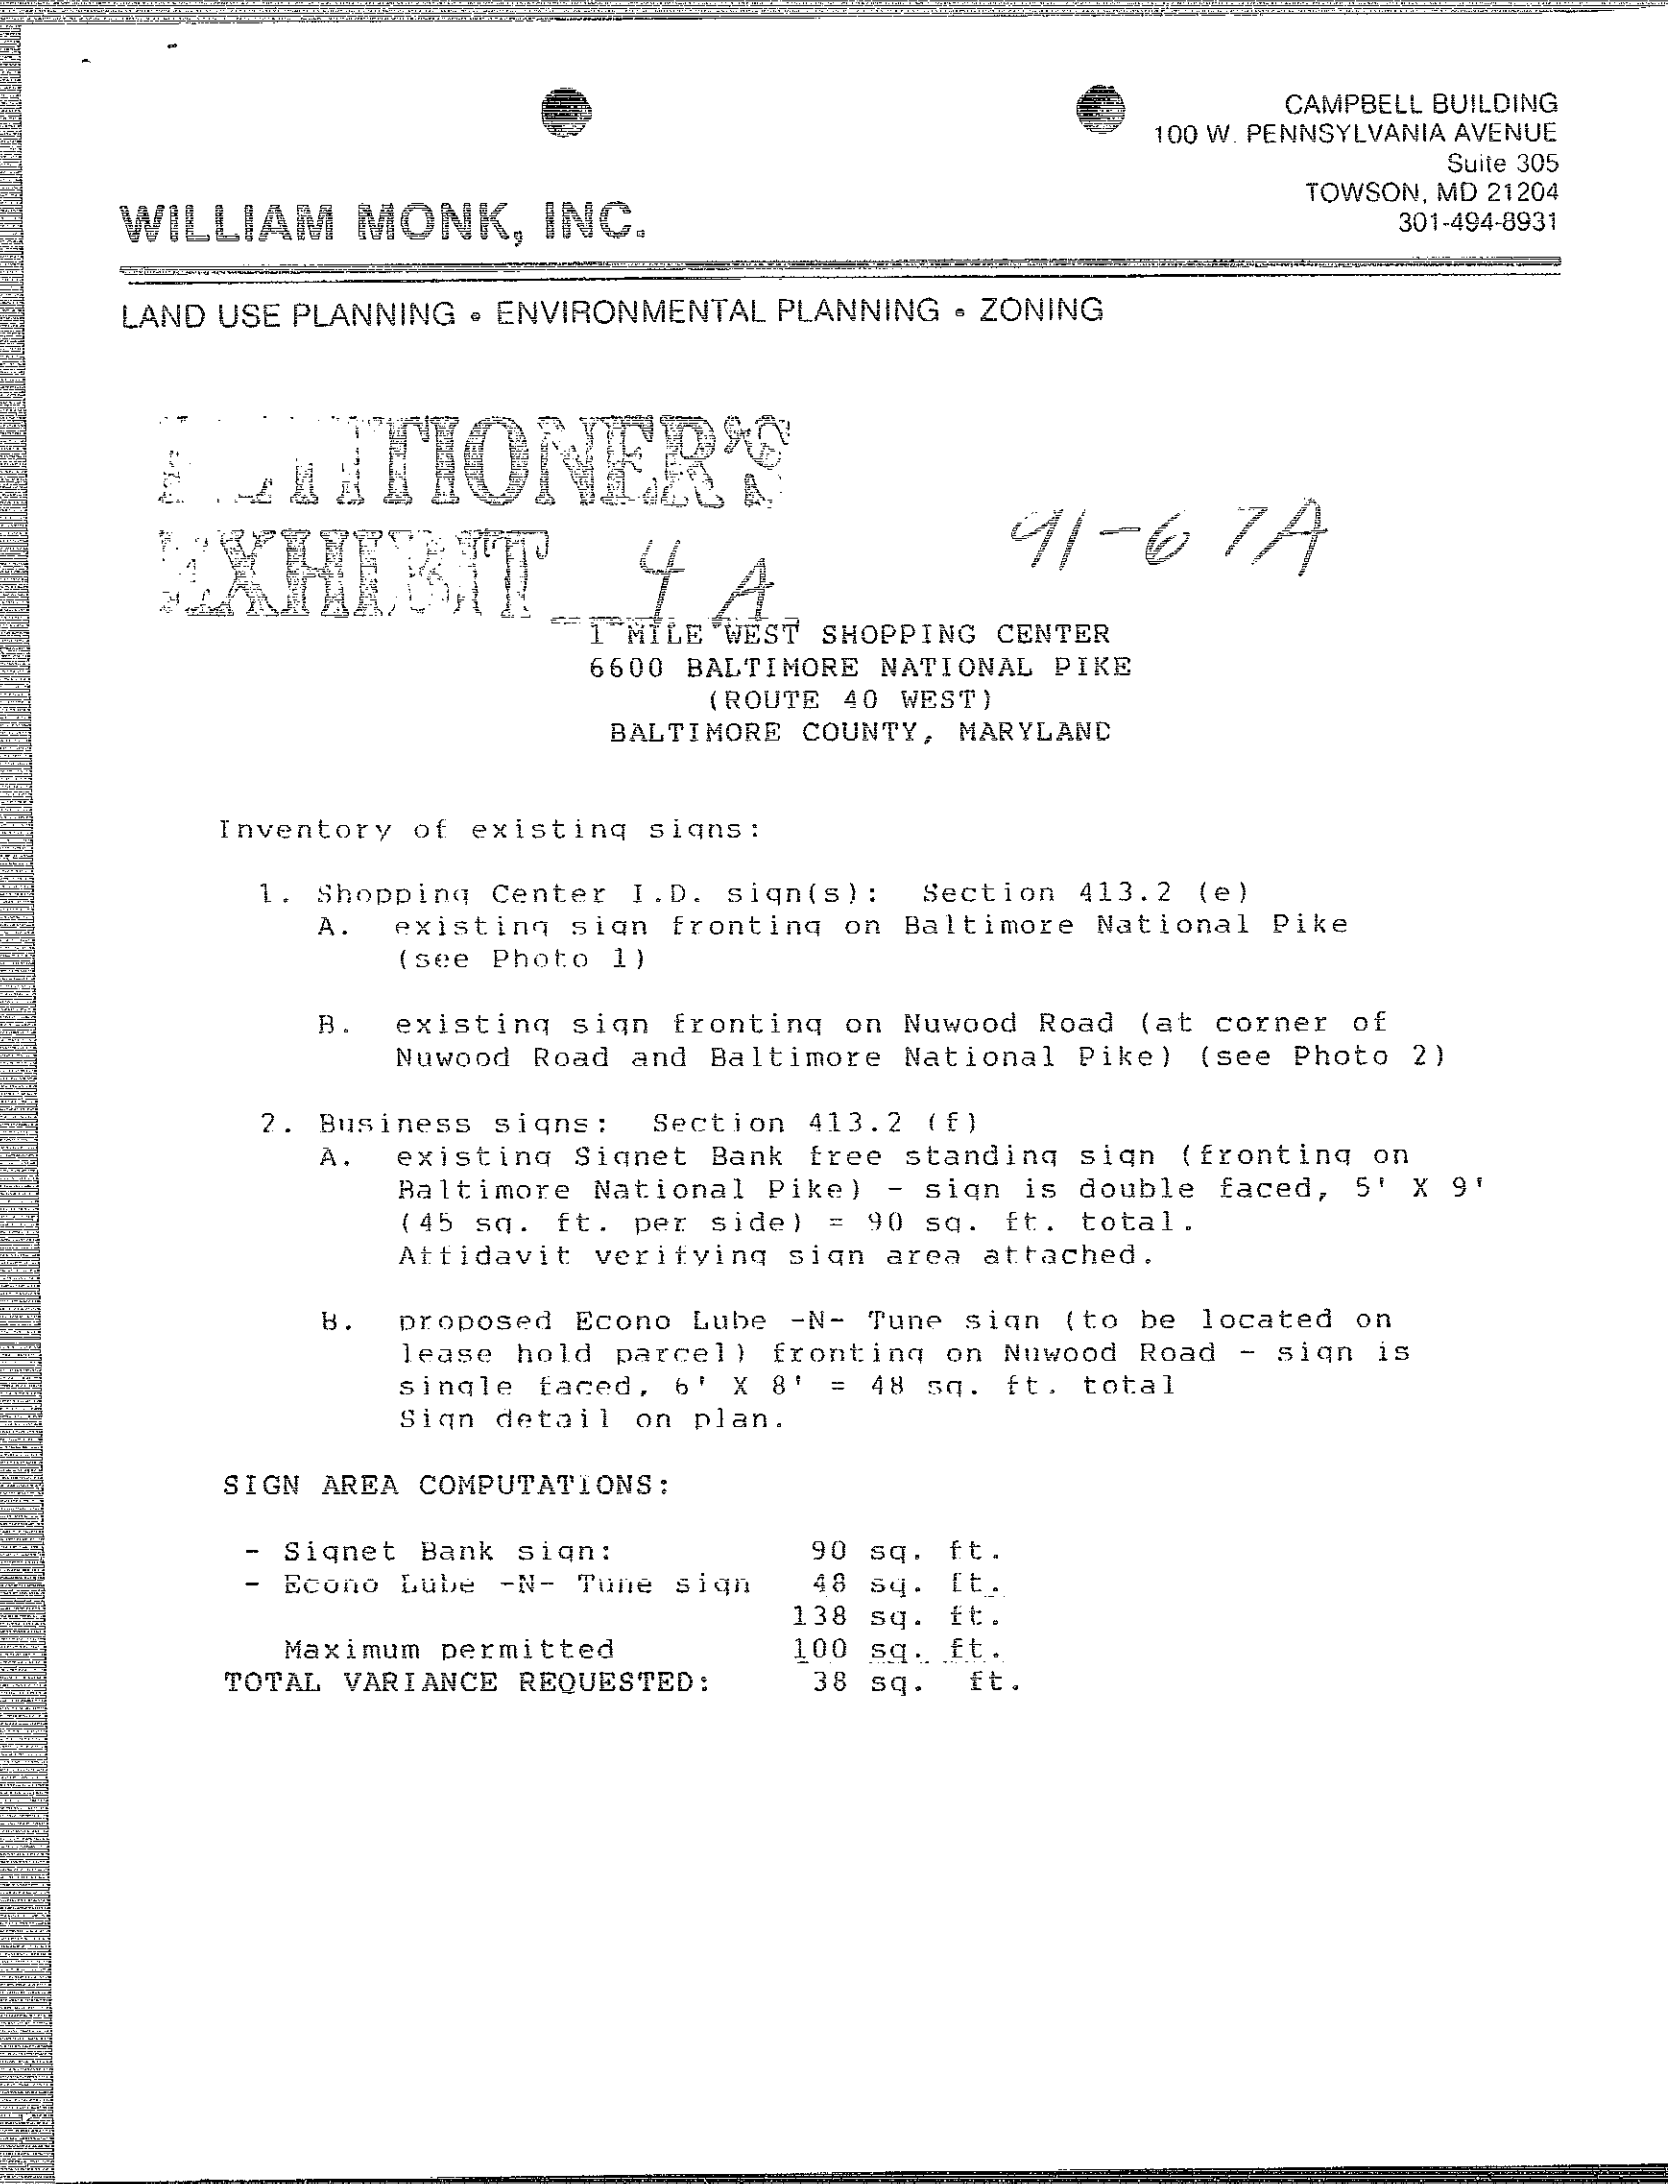 CAMPBELL BUILDING
100 W. PENNSYLVANIA AVENUE
Suite 305
TOWSON, MD 21204
301-494-8931
WILLIAM MONK, INC.
LAND USE PLANNING • ENVIRONMENTAL PLANNING • ZONING
PETITIONER'S
EXHIBIT 4 A
91-67A
1 MILE WEST SHOPPING CENTER
6600 BALTIMORE NATIONAL PIKE
(ROUTE 40 WEST)
BALTIMORE COUNTY, MARYLAND
Inventory of existing signs:
1. Shopping Center I.D. sign(s): Section 413.2 (e)
A. existing sign fronting on Baltimore National Pike
(see Photo 1)
B. existing sign fronting on Nuwood Road (at corner of
Nuwood Road and Baltimore National Pike) (see Photo 2)
2. Business signs: Section 413.2 (f)
A. existing Signet Bank free standing sign (fronting on
Baltimore National Pike) - sign is double faced, 5' X 9'
(45 sq. ft. per side) = 90 sq. ft. total.
Affidavit verifying sign area attached.
B. proposed Econo Lube -N- Tune sign (to be located on
lease hold parcel) fronting on Nuwood Road - sign is
single faced, 6' X 8' = 48 sq. ft. total
Sign detail on plan.
SIGN AREA COMPUTATIONS:
- Signet Bank sign: 90 sq. ft.
- Econo Lube -N- Tune sign 48 sq. ft.
138 sq. ft.
Maximum permitted 100 sq. ft.
TOTAL VARIANCE REQUESTED: 38 sq. ft.